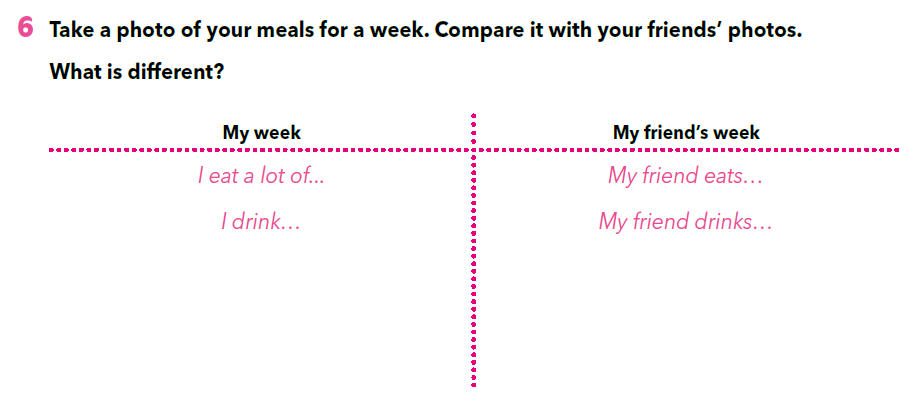 6 Take a photo of your meals for a week. Compare it with your friends’ photos.
What is different?
My week My friend’s week
I eat a lot of... My friend eats…
I drink… My friend drinks…